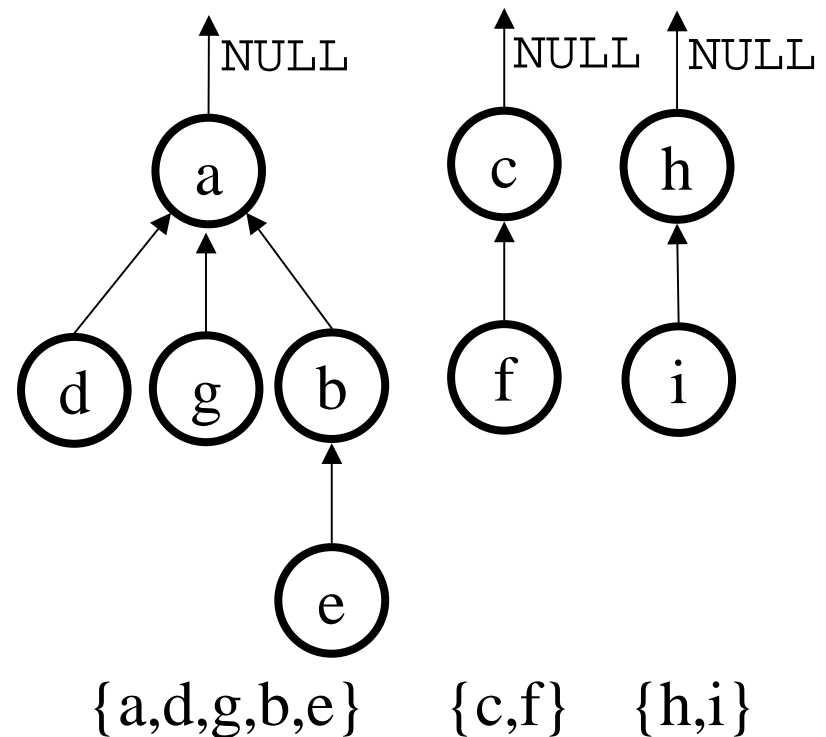 NULL NULL NULL
a c h
d g b f i
e
{a,d,g,b,e} {c,f} {h,i}